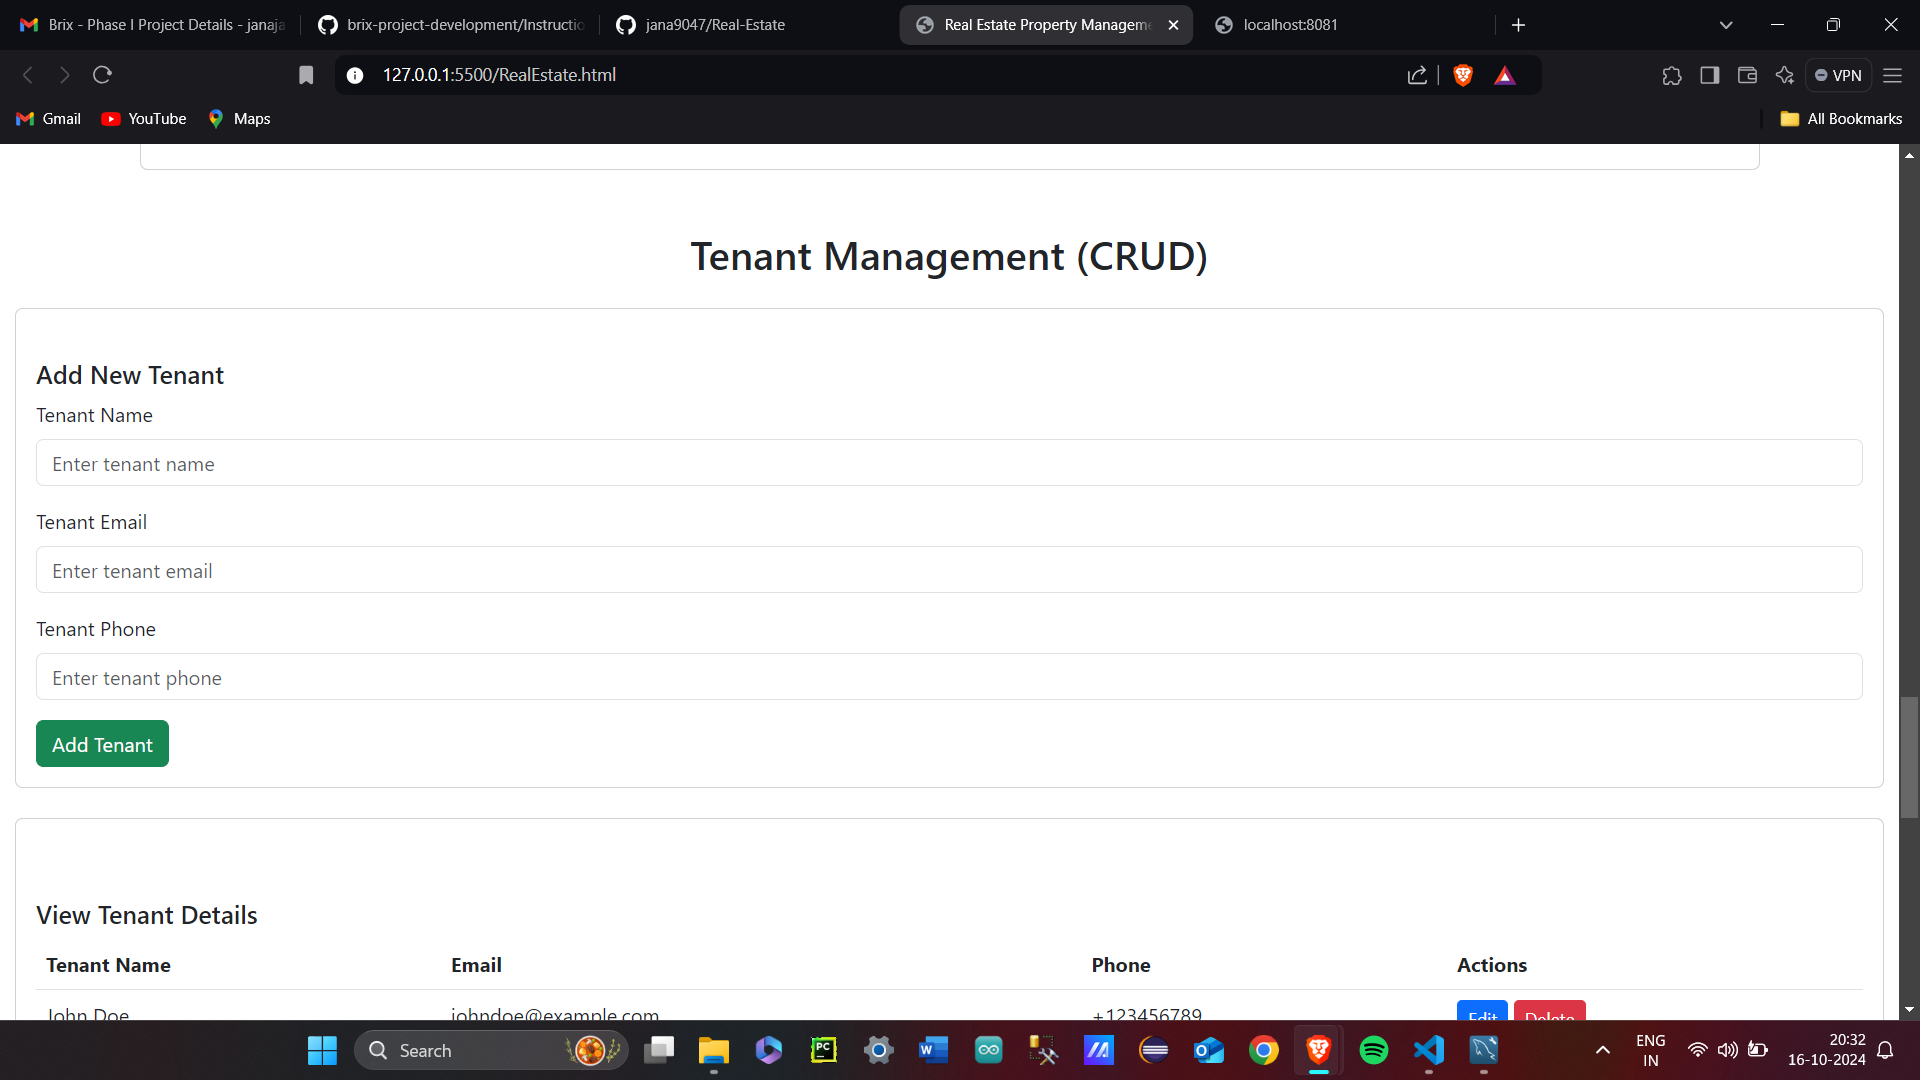 Brix - Phase I Project Details - janaja
brix-project-development/Instructio
jana9047/Real-Estate
Real Estate Property Managem
localhost:8081
127.0.0.1:5500/RealEstate.html
VPN
Gmail
YouTube
Maps
All Bookmarks
Tenant Management (CRUD)
Add New Tenant
Tenant Name
Enter tenant name
Tenant Email
Enter tenant email
Tenant Phone
Enter tenant phone
Add Tenant
View Tenant Details
Tenant Name Email Phone Actions
John Doe johndoe@example.com +123456789 Edit Delete
Search
ENG
IN
20:32
16-10-2024